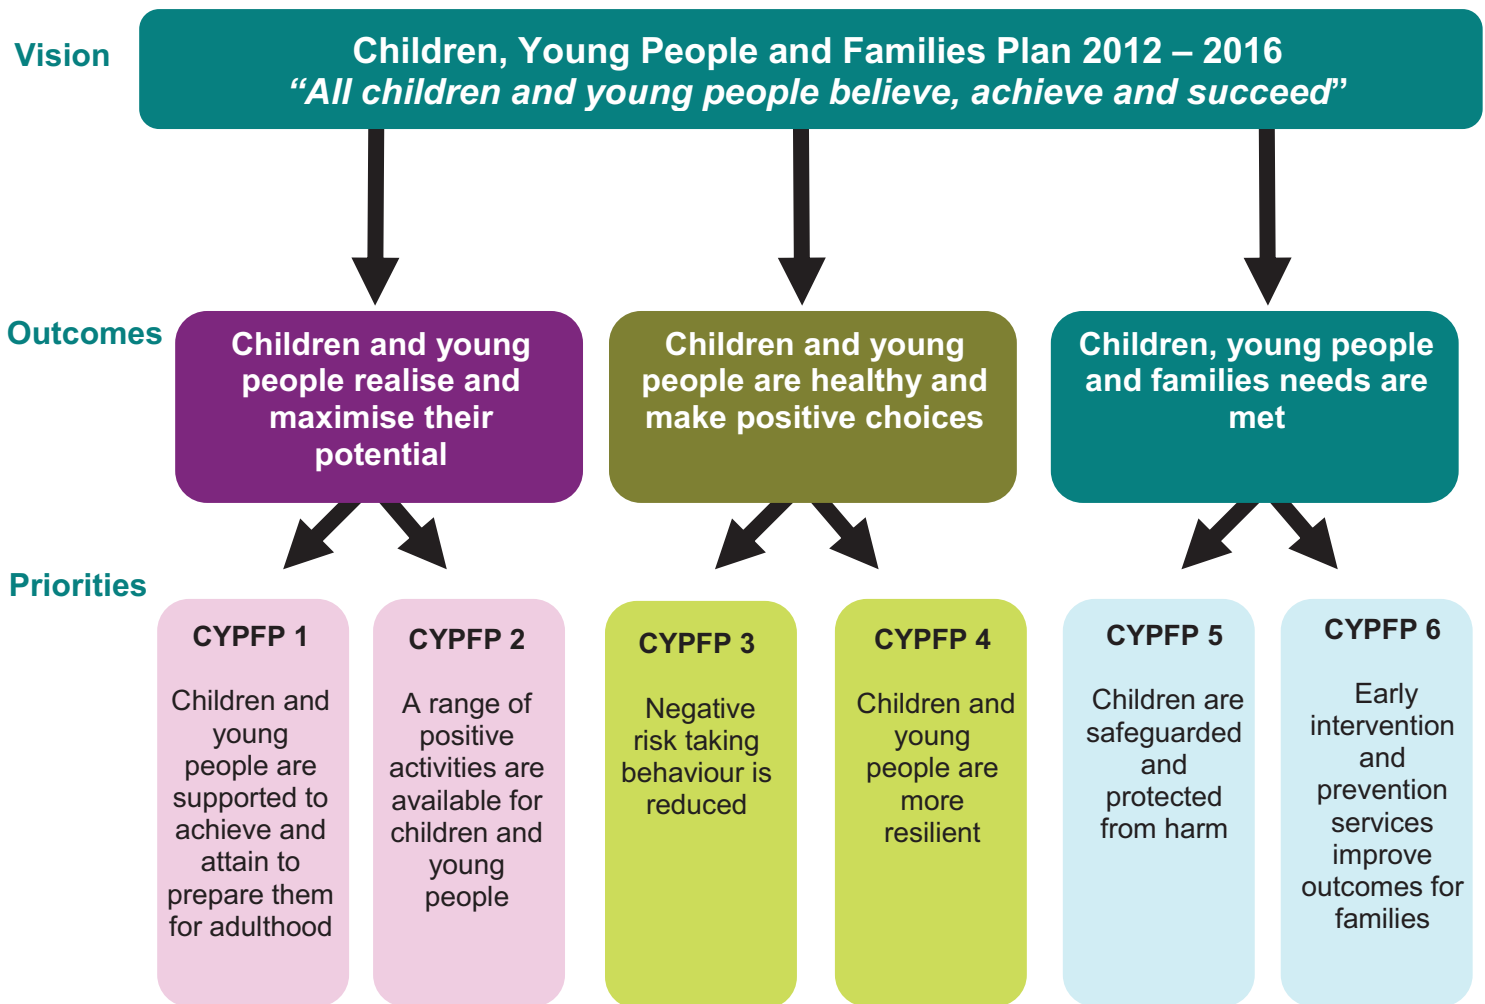 Vision
Children, Young People and Families Plan 2012 – 2016
“All children and young people believe, achieve and succeed”
Outcomes
Children and young
people realise and
maximise their
potential
Children and young
people are healthy and
make positive choices
Children, young people
and families needs are
met
Priorities
CYPFP 1
Children and
young
people are
supported to
achieve and
attain to
prepare them
for adulthood
CYPFP 2
A range of
positive
activities are
available for
children and
young
people
CYPFP 3
Negative
risk taking
behaviour is
reduced
CYPFP 4
Children and
young
people are
more
resilient
CYPFP 5
Children are
safeguarded
and
protected
from harm
CYPFP 6
Early
intervention
and
prevention
services
improve
outcomes for
families